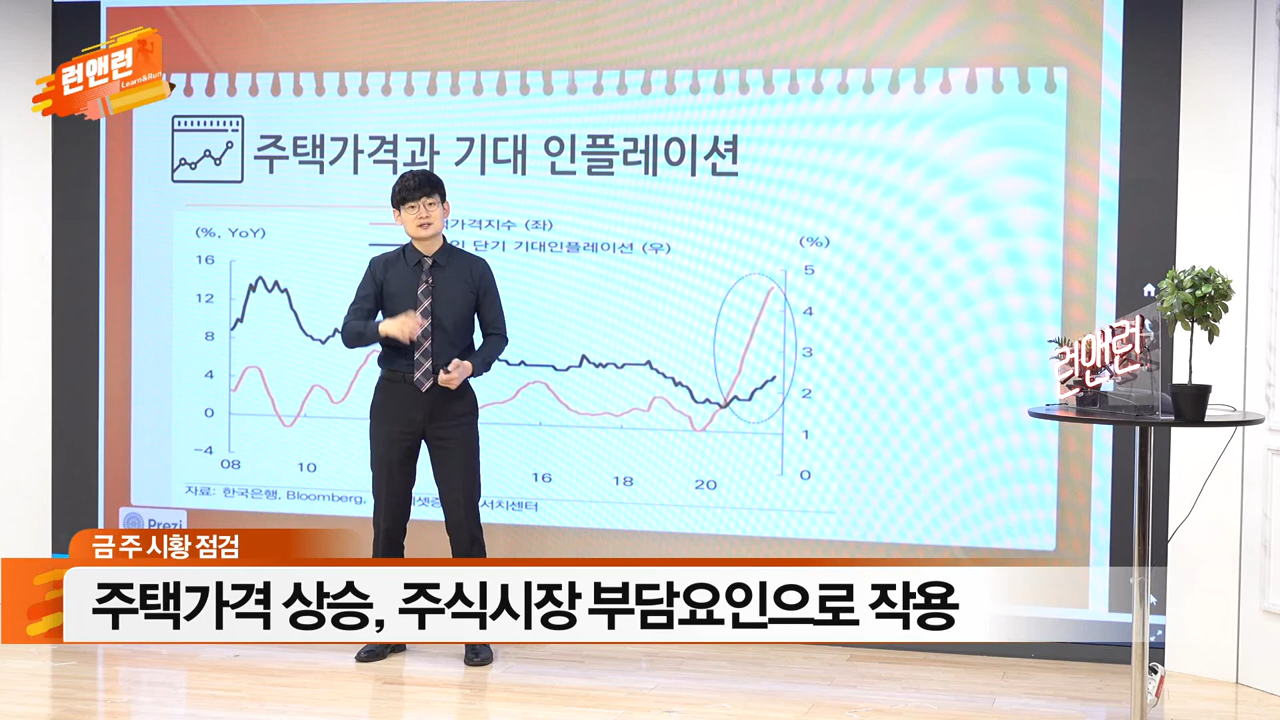 런앤런
Learn&Run
주택가격과 기대 인플레이션
(%, YoY)
가격지수 (좌)
단기 기대인플레이션 (우)
(%)
16
12
8
4
0
-4
5
4
3
2
1
0
08
10
16
18
20
자료: 한국은행, Bloomberg, 서치센터
Prezi
런앤런
금주 시황 점검
주택가격 상승, 주식시장 부담요인으로 작용